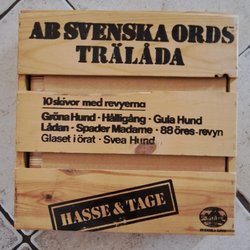 AB SVENSKA ORDS
TRÄLÅDA
10 skivor med revyerna
Gröna Hund · Hålligång · Gula Hund
Lådan · Spader Madame · 88 öres-revyn
Glaset i örat · Svea Hund
HASSE & TAGE